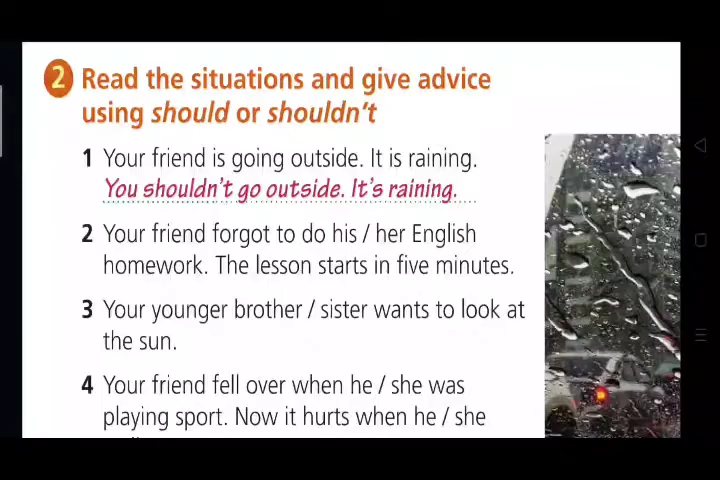 2 Read the situations and give advice
using should or shouldn't
1 Your friend is going outside. It is raining.
You shouldn't go outside. It's raining.
2 Your friend forgot to do his / her English
homework. The lesson starts in five minutes.
3 Your younger brother / sister wants to look at
the sun.
4 Your friend fell over when he / she was
playing sport. Now it hurts when he / she